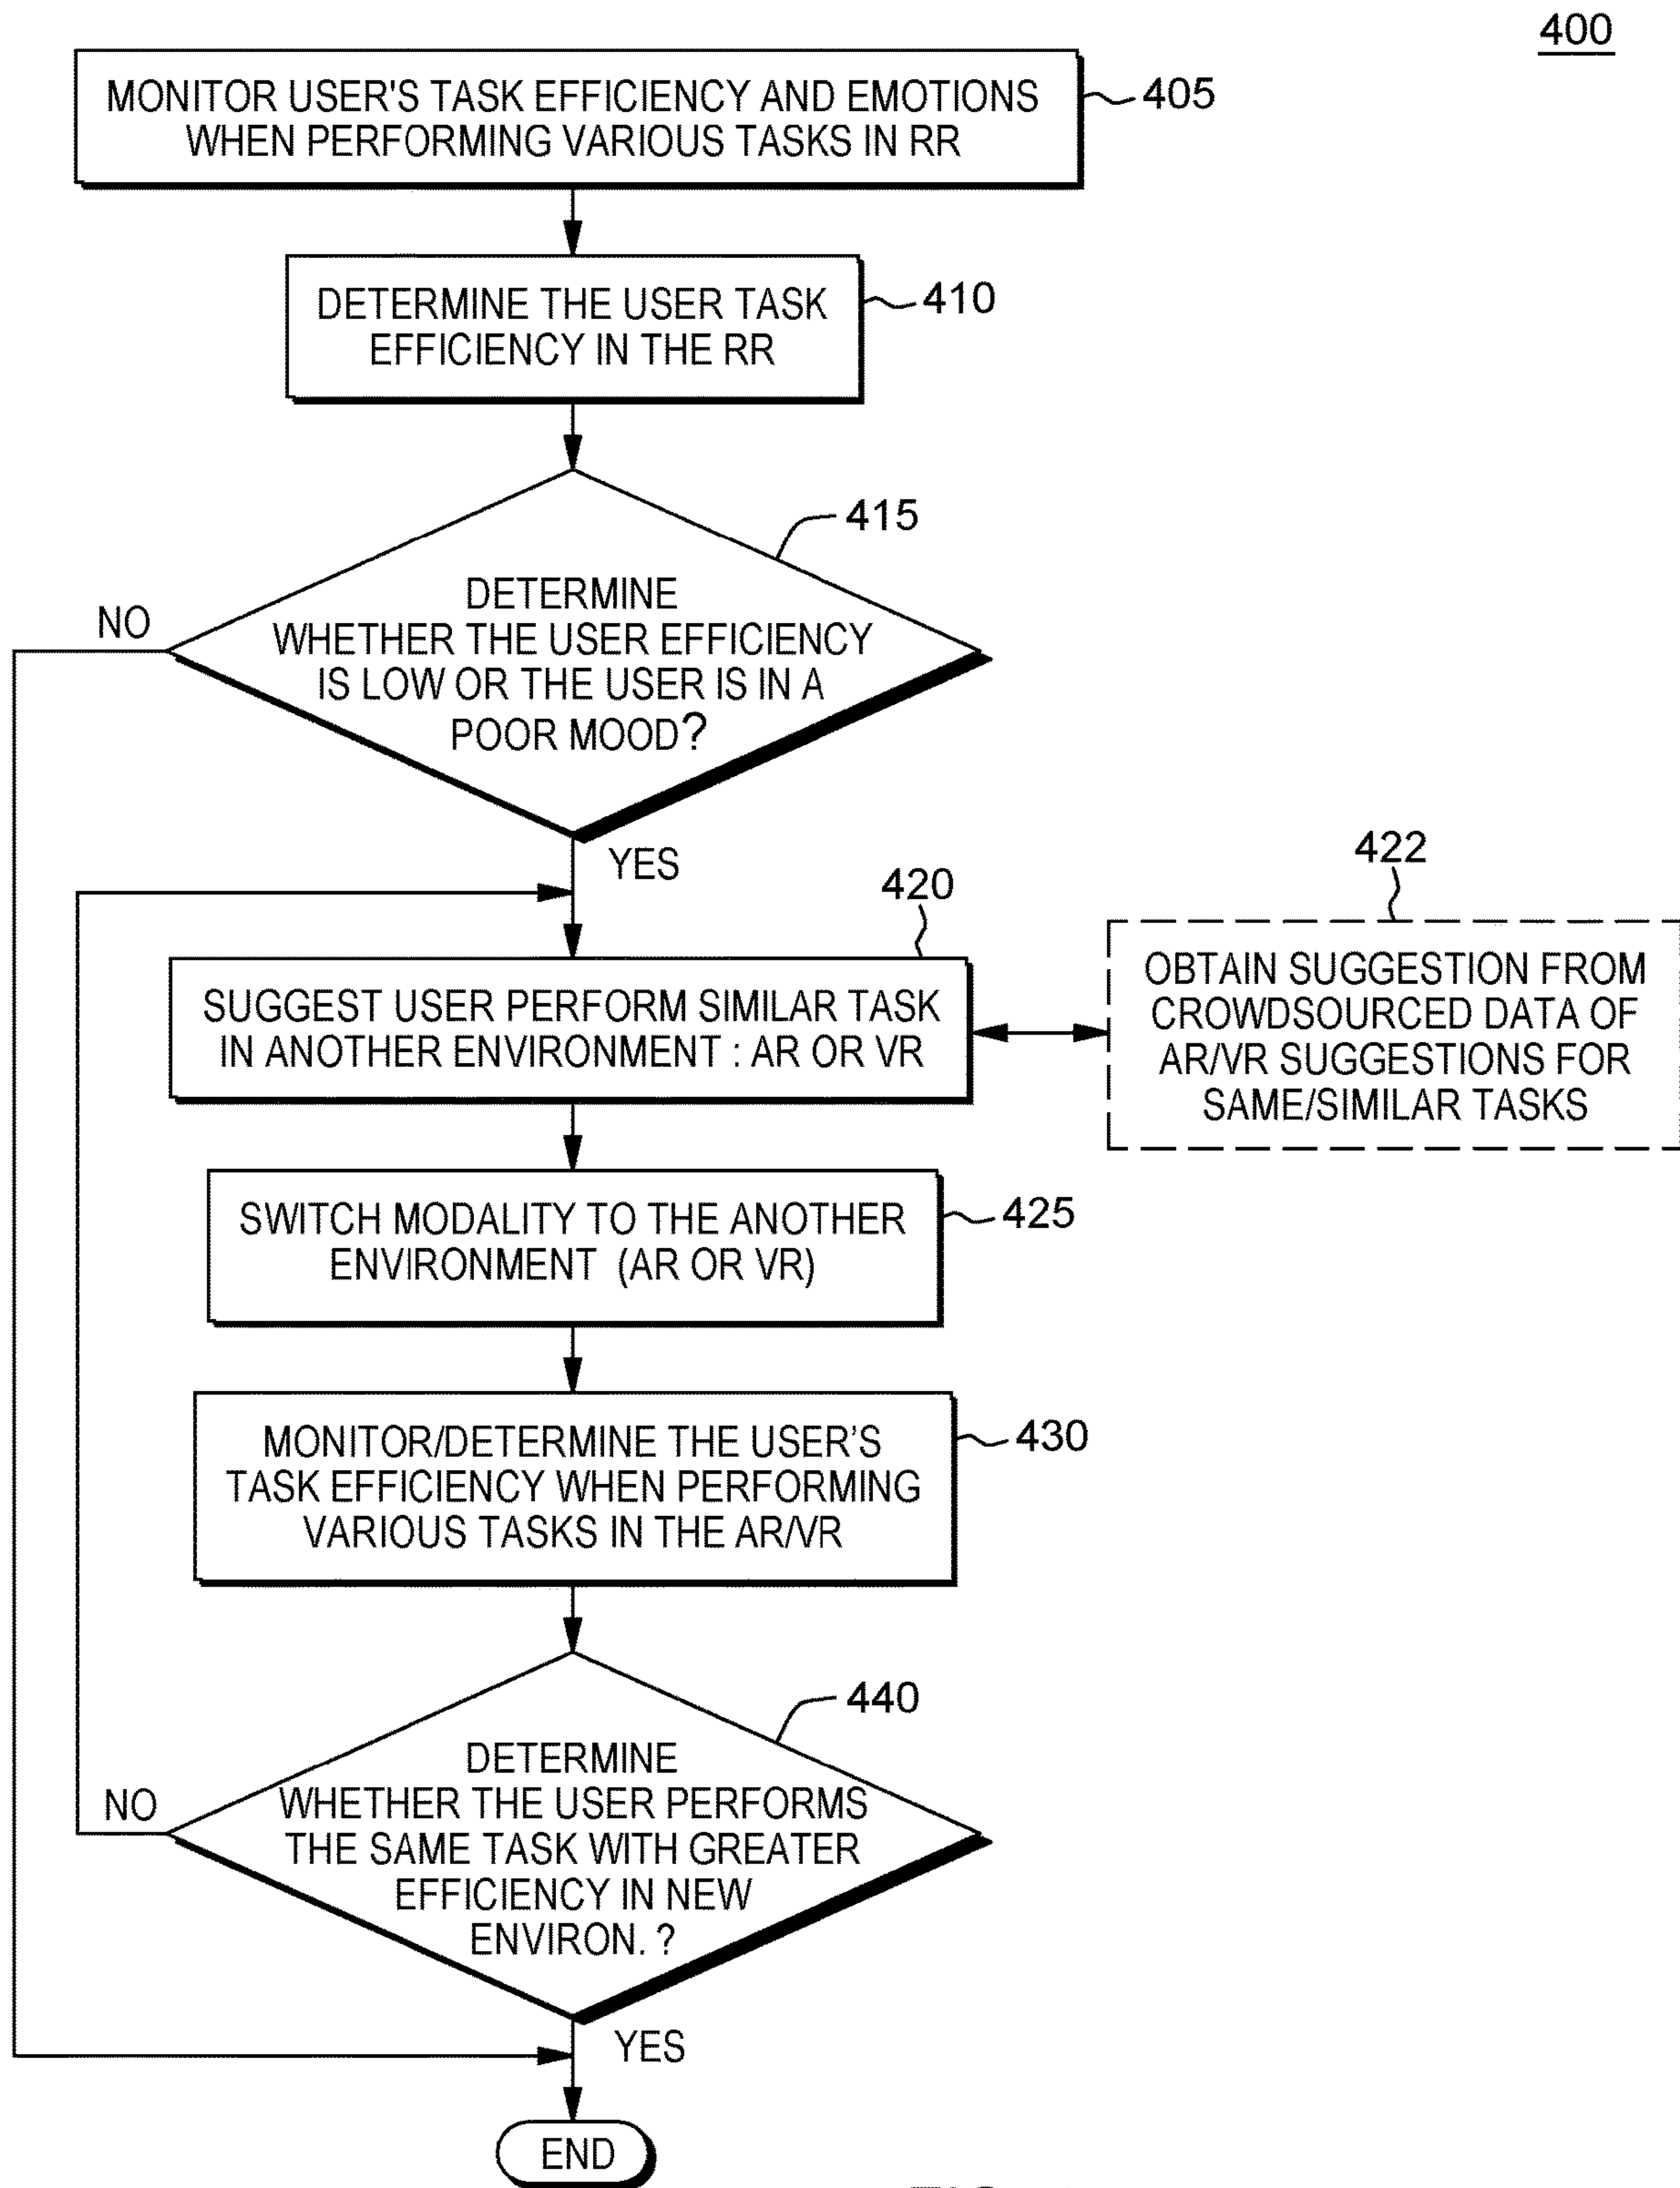 400
MONITOR USER'S TASK EFFICIENCY AND EMOTIONS
WHEN PERFORMING VARIOUS TASKS IN RR
405
DETERMINE THE USER TASK
EFFICIENCY IN THE RR
410
415
DETERMINE
WHETHER THE USER EFFICIENCY
IS LOW OR THE USER IS IN A
POOR MOOD?
NO
YES
420
422
SUGGEST USER PERFORM SIMILAR TASK
IN ANOTHER ENVIRONMENT : AR OR VR
OBTAIN SUGGESTION FROM
CROWDSOURCED DATA OF
AR/VR SUGGESTIONS FOR
SAME/SIMILAR TASKS
SWITCH MODALITY TO THE ANOTHER
ENVIRONMENT (AR OR VR)
425
MONITOR/DETERMINE THE USER'S
TASK EFFICIENCY WHEN PERFORMING
VARIOUS TASKS IN THE AR/VR
430
440
DETERMINE
WHETHER THE USER PERFORMS
THE SAME TASK WITH GREATER
EFFICIENCY IN NEW
ENVIRON. ?
NO
YES
END